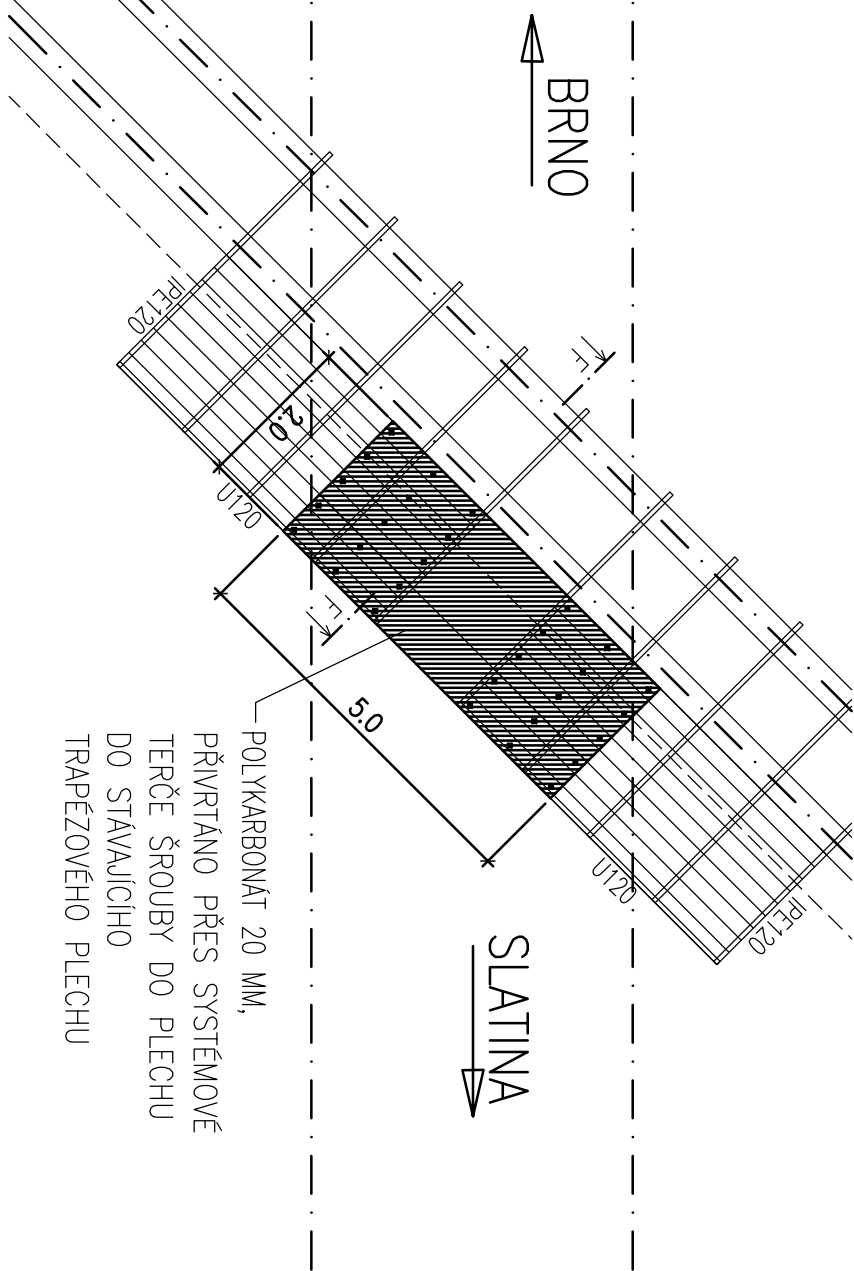 BRNO
SLATINA
IPE120
U120
2.0
F
F
5.0
U120
IPE120
POLYKARBONÁT 20 MM,
PŘIVRTÁNO PŘES SYSTÉMOVÉ
TERČE ŠROUBY DO PLECHU
DO STÁVAJÍCÍHO
TRAPÉZOVÉHO PLECHU